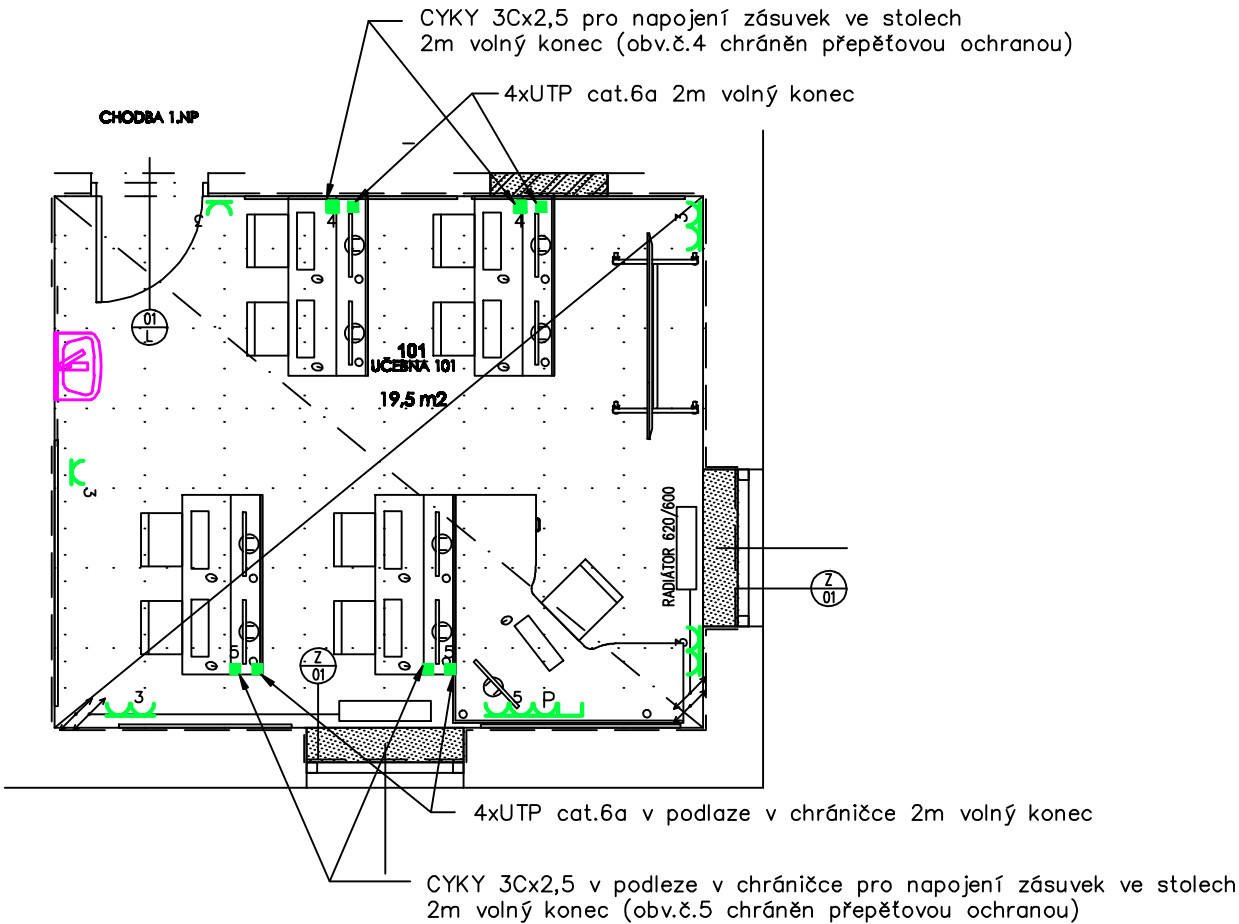 CYKY 3Cx2,5 pro napojení zásuvek ve stolech
2m volný konec (obv.č.4 chráněn přepěťovou ochranou)
4xUTP cat.6a 2m volný konec
CHODBA 1.NP
3
4
4
3
01
L
101
UČEBNA 101
19,5 m2
3
RADIÁTOR 620/600
Z
01
5
5
Z
01
3
3
5 P
4xUTP cat.6a v podlaze v chráničce 2m volný konec
CYKY 3Cx2,5 v podleze v chráničce pro napojení zásuvek ve stolech
2m volný konec (obv.č.5 chráněn přepěťovou ochranou)